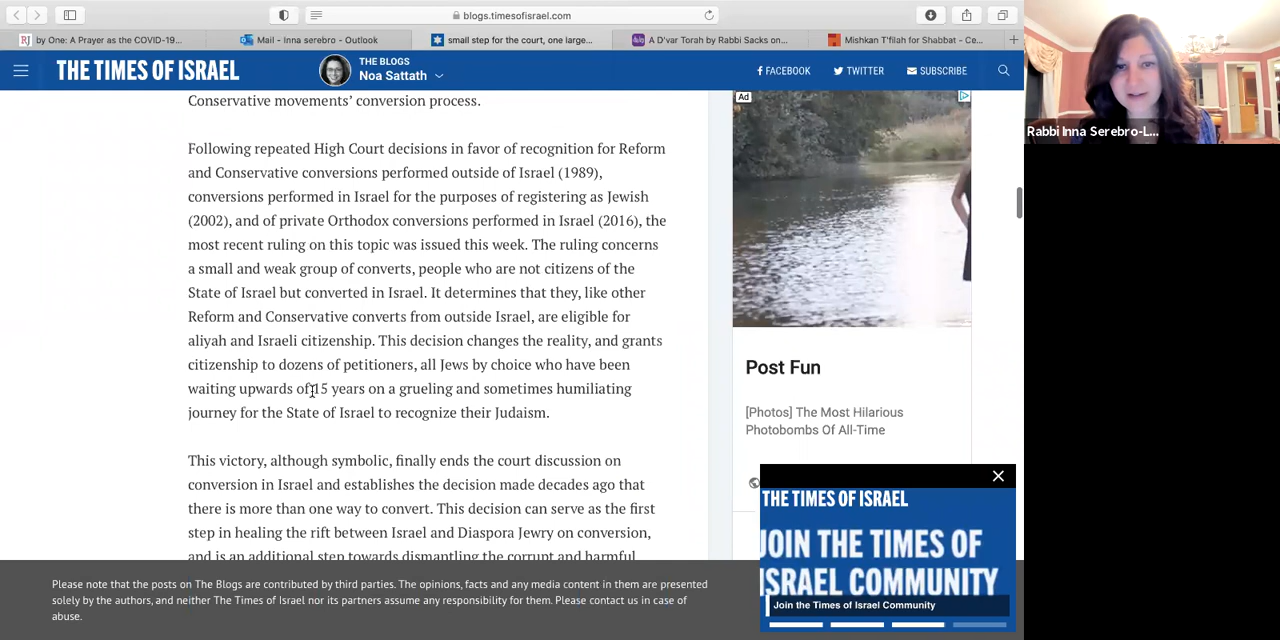 blogs.timesofisrael.com
by One: A Prayer as the COVID-19...
Mail - Inna serebro - Outlook
small step for the court, one large...
A D'var Torah by Rabbi Sacks on...
Mishkan T'filah for Shabbat - Ce...
THE TIMES OF ISRAEL
THE BLOGS
Noa Sattath
FACEBOOK
TWITTER
SUBSCRIBE
Conservative movements' conversion process.
Following repeated High Court decisions in favor of recognition for Reform
and Conservative conversions performed outside of Israel (1989),
conversions performed in Israel for the purposes of registering as Jewish
(2002), and of private Orthodox conversions performed in Israel (2016), the
most recent ruling on this topic was issued this week. The ruling concerns
a small and weak group of converts, people who are not citizens of the
State of Israel but converted in Israel. It determines that they, like other
Reform and Conservative converts from outside Israel, are eligible for
aliyah and Israeli citizenship. This decision changes the reality, and grants
citizenship to dozens of petitioners, all Jews by choice who have been
waiting upwards of 15 years on a grueling and sometimes humiliating
journey for the State of Israel to recognize their Judaism.
This victory, although symbolic, finally ends the court discussion on
conversion in Israel and establishes the decision made decades ago that
there is more than one way to convert. This decision can serve as the first
step in healing the rift between Israel and Diaspora Jewry on conversion,
and is an additional step towards dismantling the corrupt and harmful
Ad
Post Fun
[Photos] The Most Hilarious
Photobombs Of All-Time
THE TIMES OF ISRAEL
JOIN THE TIMES OF
ISRAEL COMMUNITY
Join the Times of Israel Community
Please note that the posts on The Blogs are contributed by third parties. The opinions, facts and any media content in them are presented
solely by the authors, and neither The Times of Israel nor its partners assume any responsibility for them. Please contact us in case of
abuse.
Rabbi Inna Serebro-L...